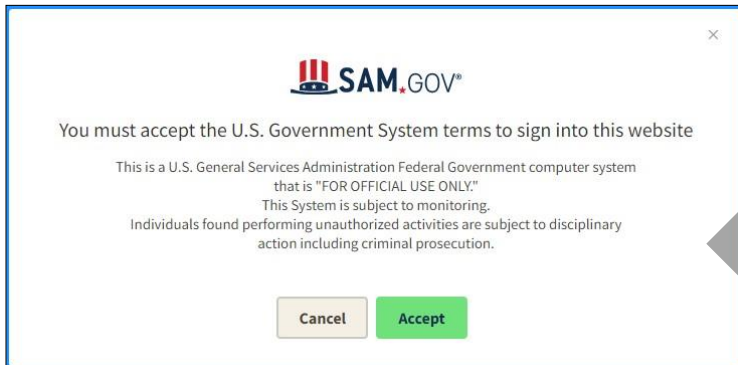 ×
SAM.GOV®
You must accept the U.S. Government System terms to sign into this website
This is a U.S. General Services Administration Federal Government computer system
that is "FOR OFFICIAL USE ONLY."
This System is subject to monitoring.
Individuals found performing unauthorized activities are subject to disciplinary
action including criminal prosecution.
Cancel Accept